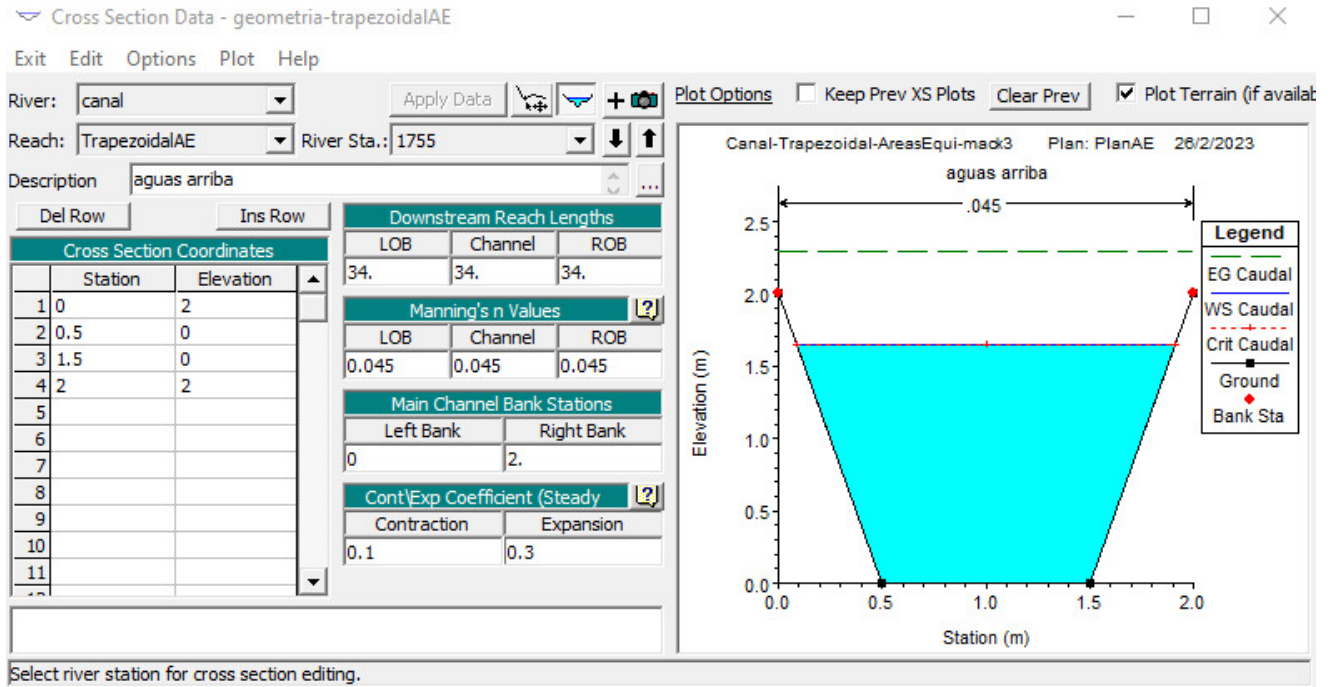 Cross Section Data - geometria-trapezoidalAE
Exit Edit Options Plot Help
River: canal Apply Data Plot Options Keep Prev XS Plots Clear Prev Plot Terrain (if availab
Reach: TrapezoidalAE River Sta.: 1755
Description aguas arriba ...
Del Row Ins Row
Cross Section Coordinates
Station Elevation
1 0 2
2 0.5 0
3 1.5 0
4 2 2
5
6
7
8
9
10
11
Downstream Reach Lengths
LOB Channel ROB
34. 34. 34.
Manning's n Values
LOB Channel ROB
0.045 0.045 0.045
Main Channel Bank Stations
Left Bank Right Bank
0 2.
Cont\Exp Coefficient (Steady
Contraction Expansion
0.1 0.3
Canal-Trapezoidal-AreasEqui-mack3 Plan: PlanAE 26/2/2023
aguas arriba
.045
2.5
2.0
1.5
1.0
0.5
0.0
Elevation (m)
0.0 0.5 1.0 1.5 2.0
Station (m)
Legend
EG Caudal
WS Caudal
Crit Caudal
Ground
Bank Sta
Select river station for cross section editing.